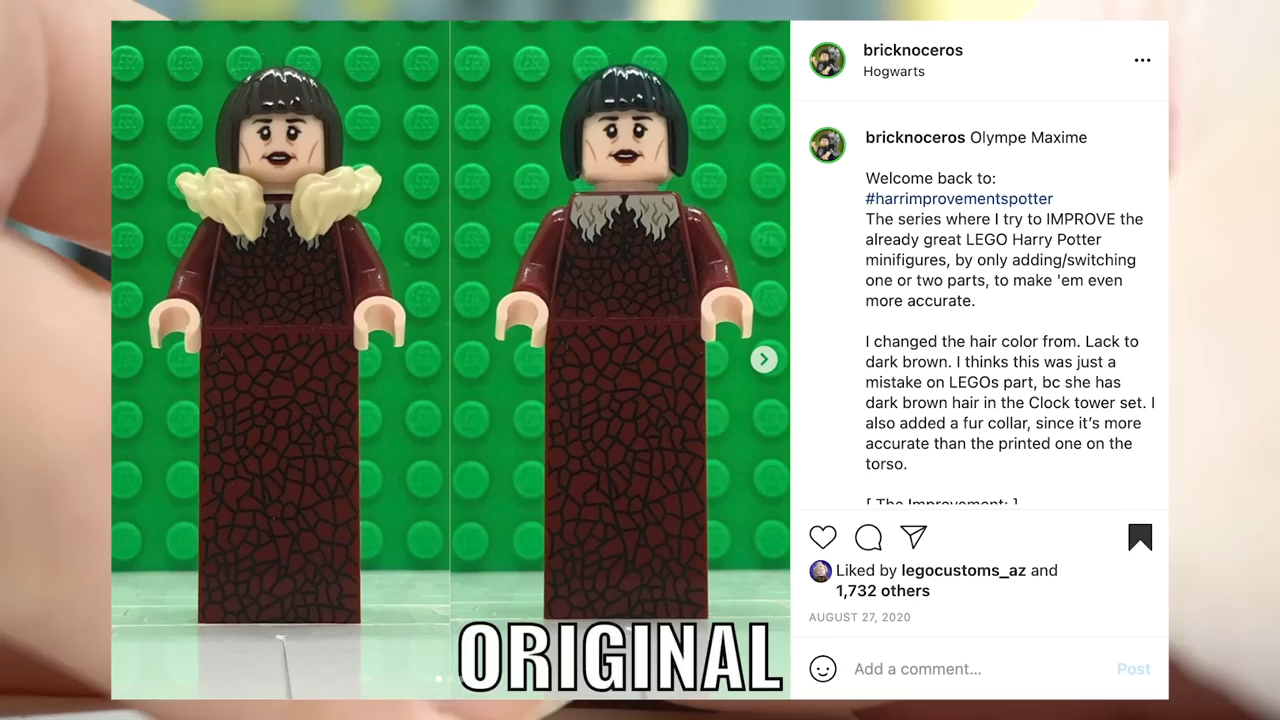 bricknoceros
Hogwarts
bricknoceros Olympe Maxime
Welcome back to:
#harrimprovementspotter
The series where I try to IMPROVE the
already great LEGO Harry Potter
minifigures, by only adding/switching
one or two parts, to make 'em even
more accurate.
I changed the hair color from. Lack to
dark brown. I thinks this was just a
mistake on LEGOs part, bc she has
dark brown hair in the Clock tower set. I
also added a fur collar, since it’s more
accurate than the printed one on the
torso.
[ The Improvement: ]
Liked by legocustoms_az and
1,732 others
AUGUST 27, 2020
Add a comment...
Post
ORIGINAL